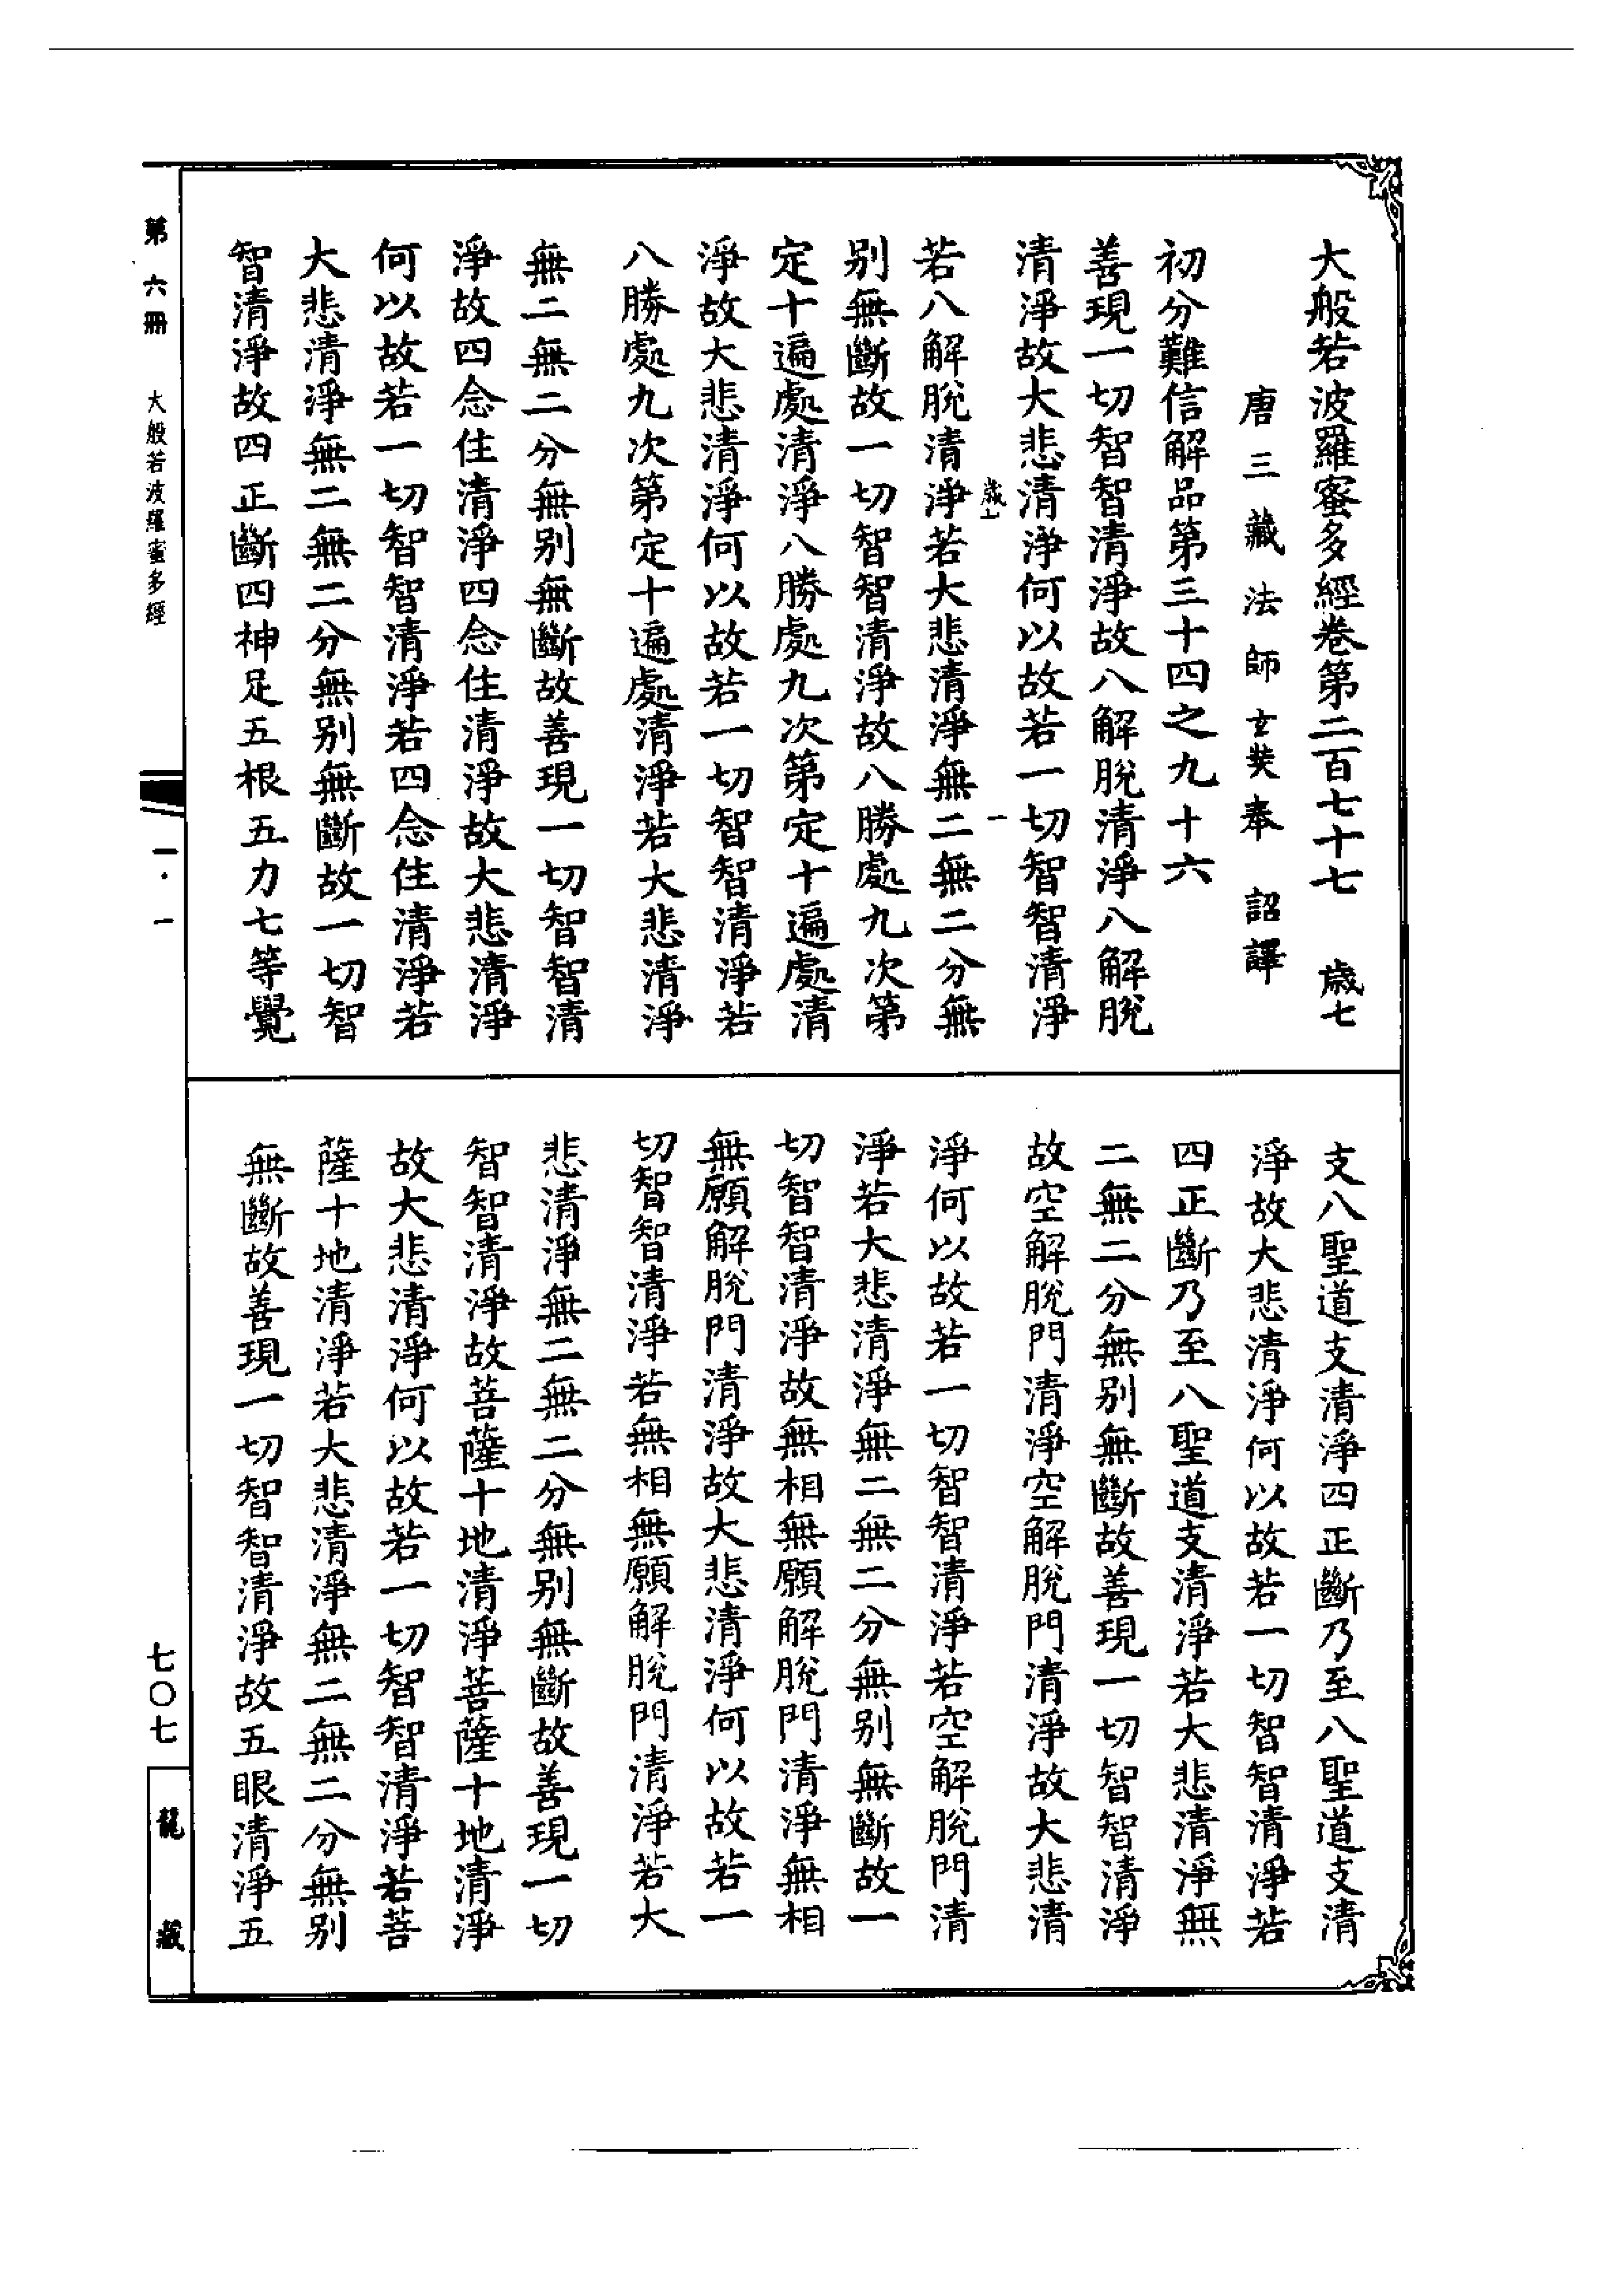 大般若波羅蜜多經卷第二百七十七　歲七
唐三藏法師玄奘奉　詔譯
初分難信解品第三十四之九十六
善現一切智智清淨故八解脫清淨八解脫
清淨故大悲清淨何以故若一切智智清淨
歲七　一
若八解脫清淨若大悲清淨無二無二分無
別無斷故一切智智清淨故八勝處九次第
定十遍處清淨八勝處九次第定十遍處清
淨故大悲清淨何以故若一切智智清淨若
八勝處九次第定十遍處清淨若大悲清淨
無二無二分無別無斷故善現一切智智清
淨故四念住清淨四念住清淨故大悲清淨
何以故若一切智智清淨若四念住清淨若
大悲清淨無二無二分無別無斷故一切智
智清淨故四正斷四神足五根五力七等覺
支八聖道支清淨四正斷乃至八聖道支清
淨故大悲清淨何以故若一切智智清淨若
四正斷乃至八聖道支清淨若大悲清淨無
二無二分無別無斷故善現一切智智清淨
故空解脫門清淨空解脫門清淨故大悲清
淨何以故若一切智智清淨若空解脫門清
淨若大悲清淨無二無二分無別無斷故一
切智智清淨故無相無願解脫門清淨無相
無願解脫門清淨故大悲清淨何以故若一
切智智清淨若無相無願解脫門清淨若大
悲清淨無二無二分無別無斷故善現一切
智智清淨故菩薩十地清淨菩薩十地清淨
故大悲清淨何以故若一切智智清淨若菩
薩十地清淨若大悲清淨無二無二分無別
無斷故善現一切智智清淨故五眼清淨五
第六冊　大般若波羅蜜多經
一·一
七〇七
龍藏